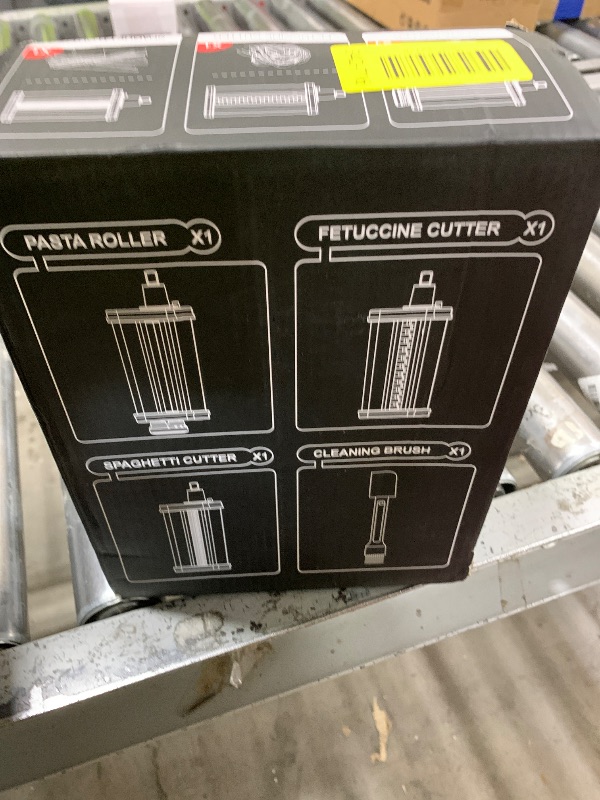 PASTA ROLLER X1
FETUCCINE CUTTER X1
SPAGHETTI CUTTER X1
CLEANING BRUSH X1